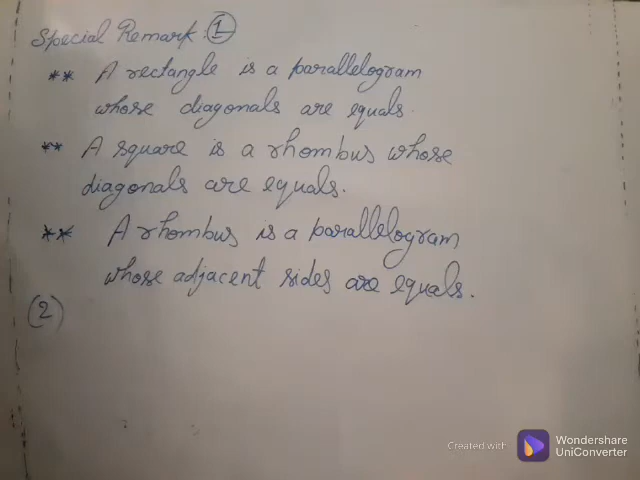 Special Remark: 1
** A rectangle is a parallelogram
whose diagonals are equals.
** A square is a rhombus whose
diagonals are equals.
** A rhombus is a parallelogram
whose adjacent sides are equals.
(2)
Created with Wondershare
UniConverter